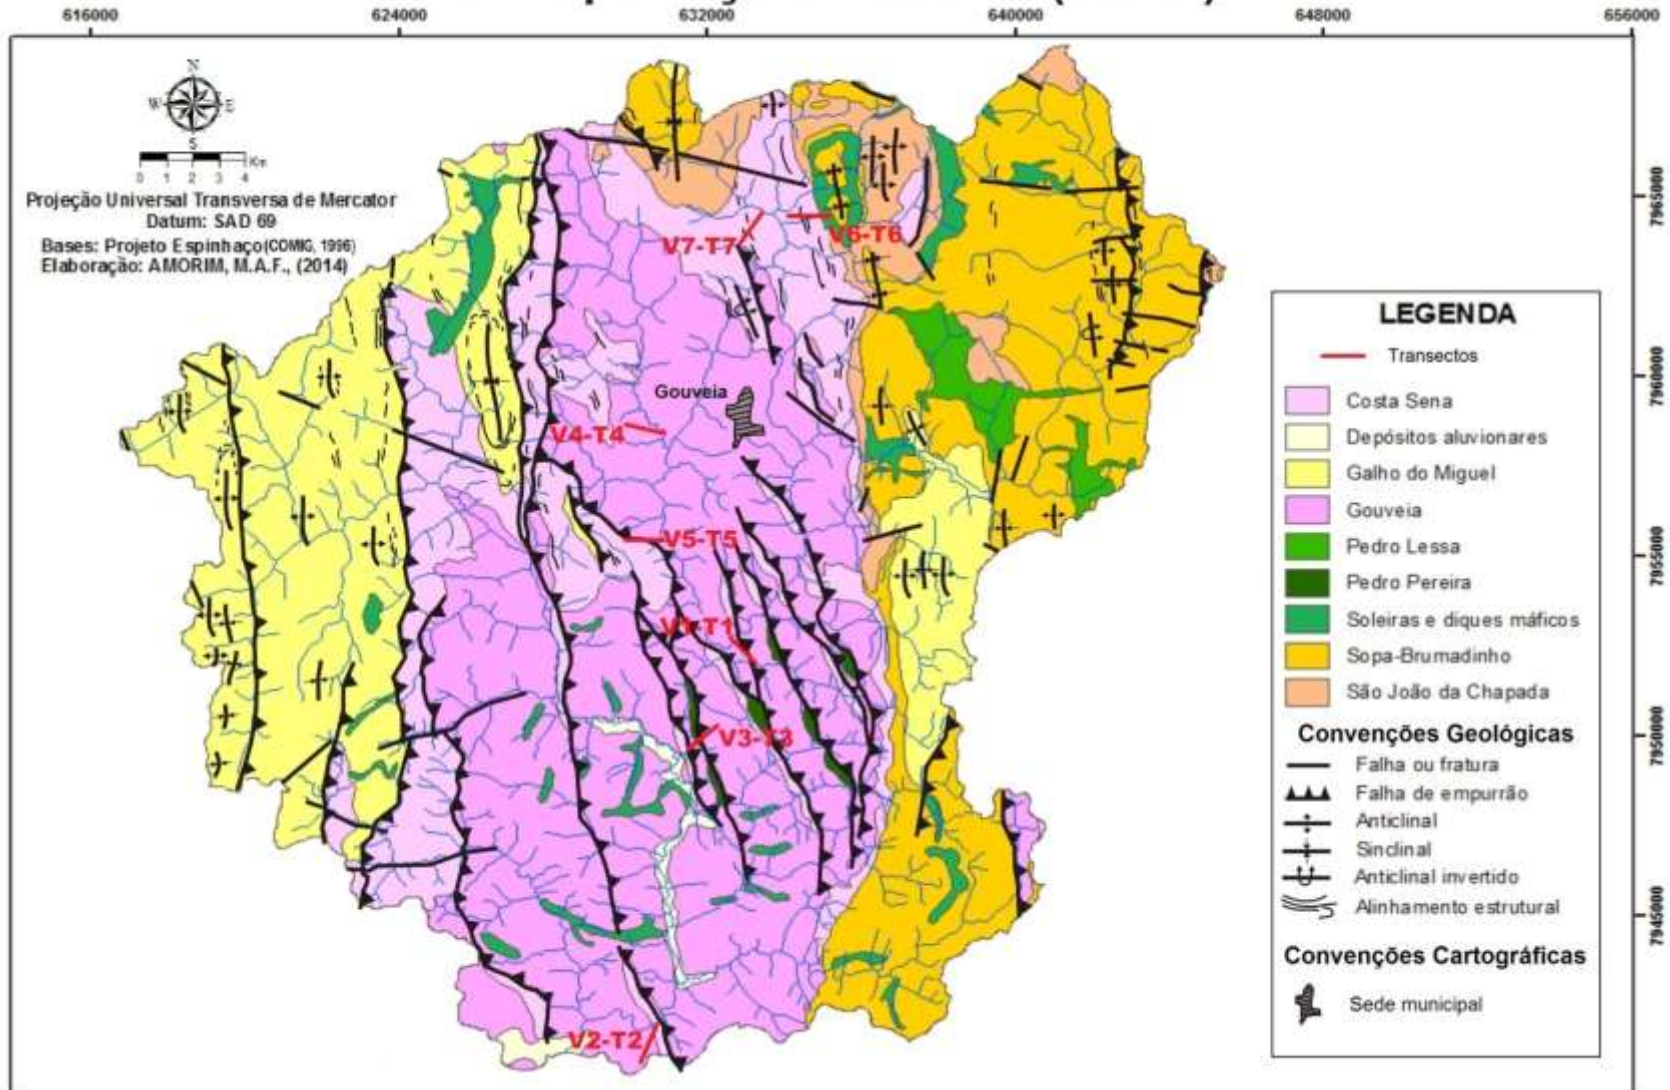 616000 624000 632000 640000 648000 656000
N
W E
S
0 1 2 3 4 Km
Projeção Universal Transversa de Mercator
Datum: SAD 69
Bases: Projeto Espinhaço(COMIG, 1996)
Elaboração: AMORIM, M.A.F., (2014)
7965000
7960000
7955000
7950000
7945000
V7-T7
V6-T6
Gouveia
V4-T4
V5-T5
V1-T1
V3-T3
V2-T2
LEGENDA
Transectos
Costa Sena
Depósitos aluvionares
Galho do Miguel
Gouveia
Pedro Lessa
Pedro Pereira
Soleiras e diques máficos
Sopa-Brumadinho
São João da Chapada
Convenções Geológicas
Falha ou fratura
Falha de empurrão
Anticlinal
Sinclinal
Anticlinal invertido
Alinhamento estrutural
Convenções Cartográficas
Sede municipal